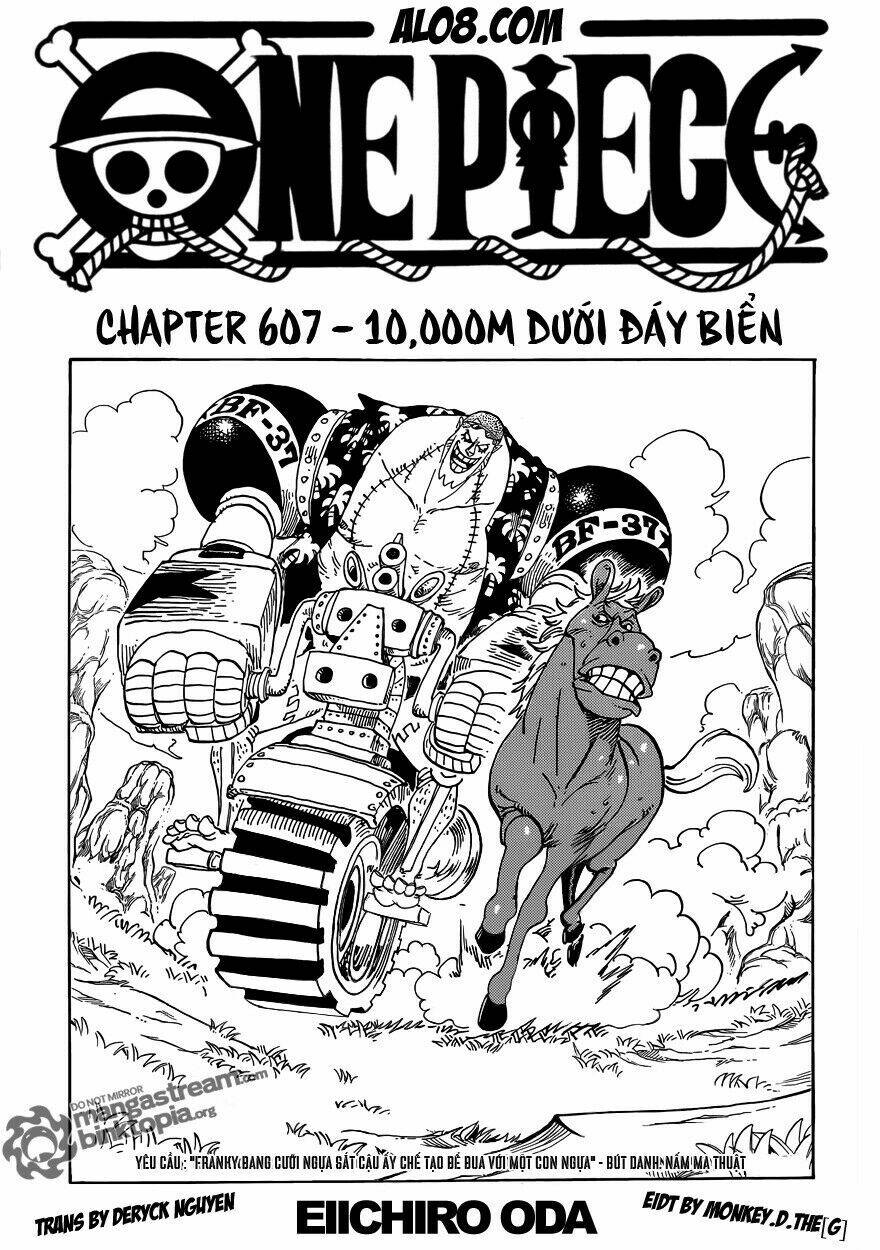 ALO8.COM
ONE PIECE
CHAPTER 607 - 10,000M DƯỚI ĐÁY BIỂN
BF-37
BF-37
DO NOT MIRROR
mangastream.com
binktopia.org
YÊU CẦU : "FRANKY ĐANG CƯỠI NGỰA SẮT CẬU ẤY CHẾ TẠO ĐỂ ĐUA VỚI MỘT CON NGỰA" - BÚT DANH: NẤM MA THUẬT
TRANS BY DERYCK NGUYEN
EIICHIRO ODA
EIDT BY MONKEY.D.THE[G]